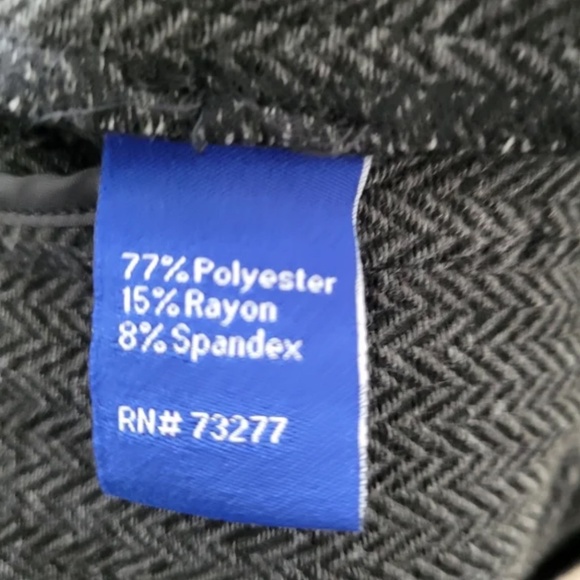 77% Polyester
15% Rayon
8% Spandex
RN# 73277